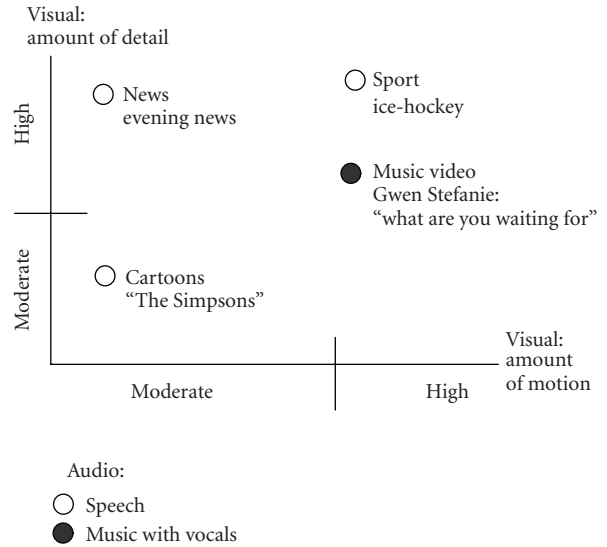 Visual:
amount of detail
High
Moderate
News
evening news
Sport
ice-hockey
Music video
Gwen Stefanie:
“what are you waiting for”
Cartoons
“The Simpsons”
Moderate
High
Visual:
amount
of motion
Audio:
Speech
Music with vocals